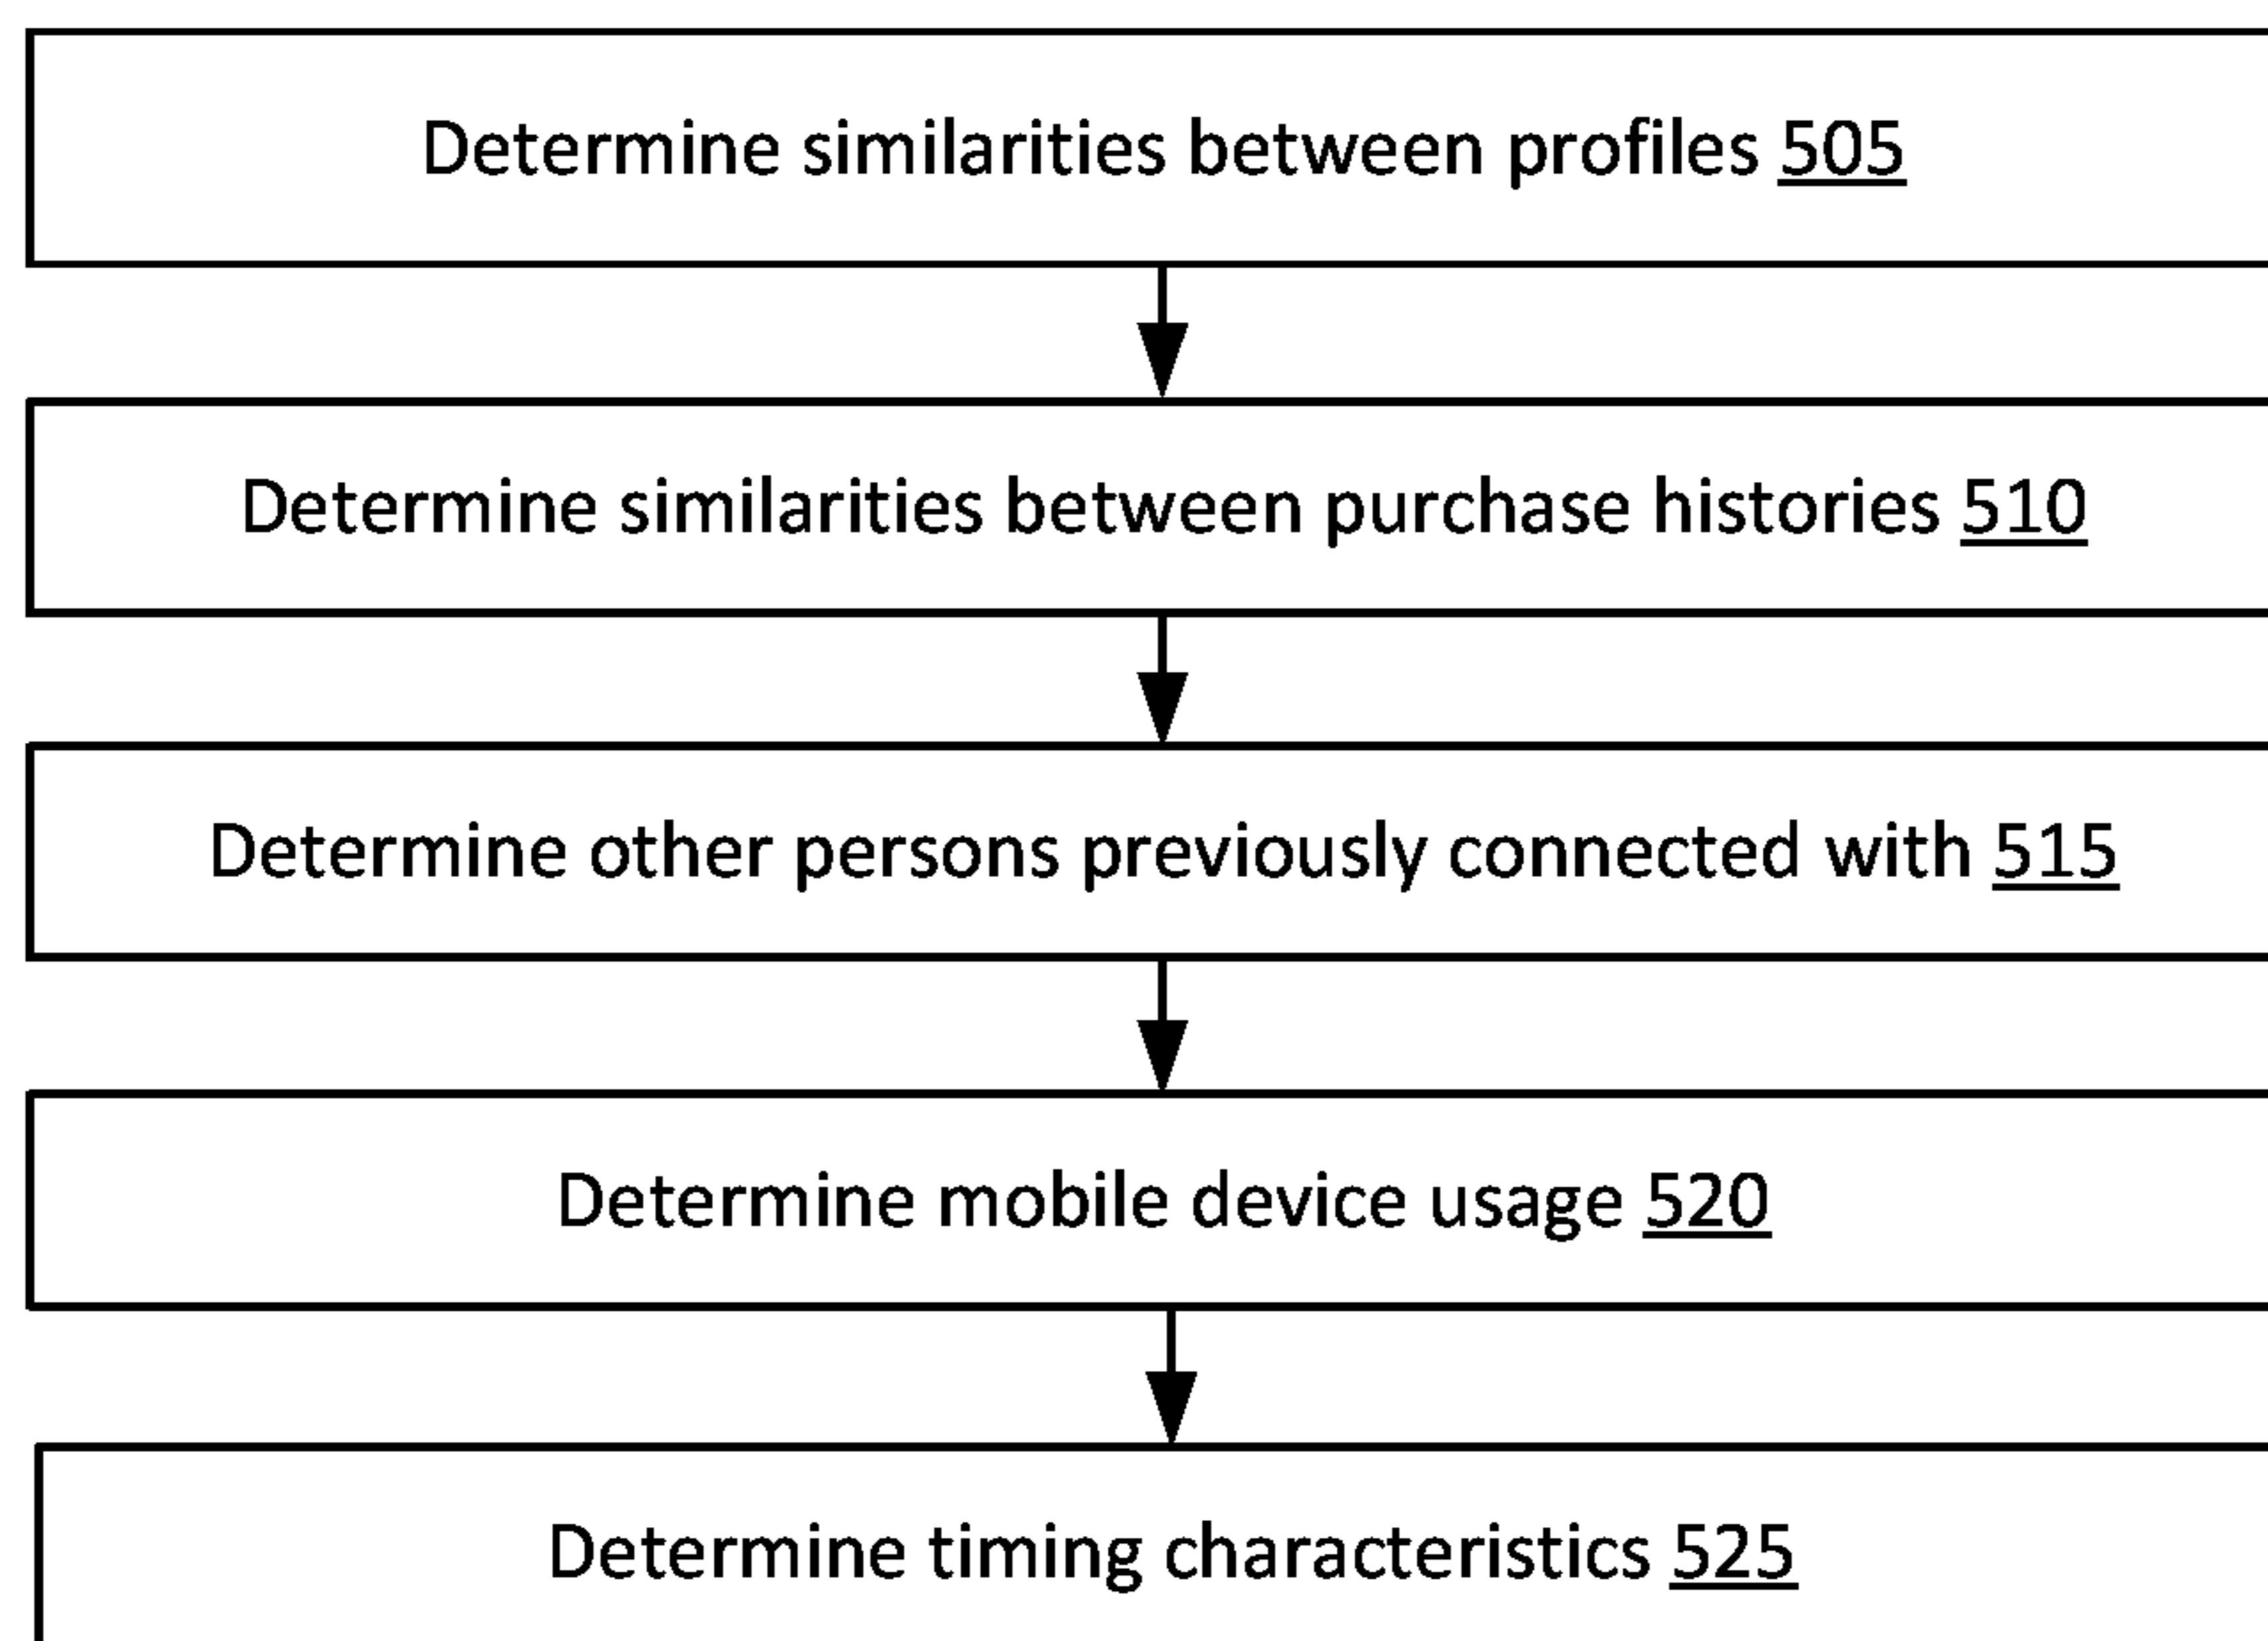 Determine similarities between profiles 505
Determine similarities between purchase histories 510
Determine other persons previously connected with 515
Determine mobile device usage 520
Determine timing characteristics 525